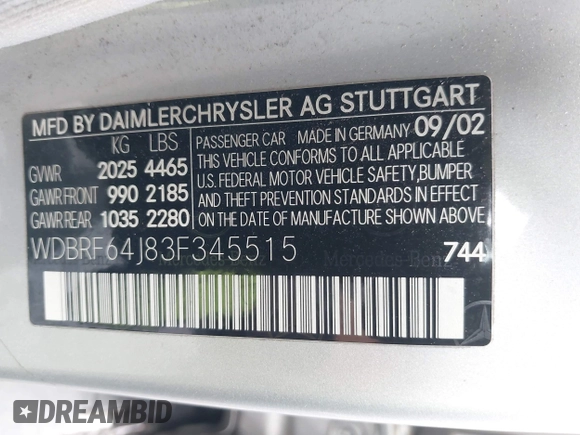 MFD BY DAIMLERCHRYSLER AG STUTTGART
KG LBS
GVWR 2025 4465
GAWR FRONT 990 2185
GAWR REAR 1035 2280
PASSENGER CAR MADE IN GERMANY 09/02
THIS VEHICLE CONFORMS TO ALL APPLICABLE
U.S. FEDERAL MOTOR VEHICLE SAFETY, BUMPER
AND THEFT PREVENTION STANDARDS IN EFFECT
ON THE DATE OF MANUFACTURE SHOWN ABOVE.
WDBRF64J83F345515 744
Mercedes-Benz Mercedes-Benz
DREAMBID